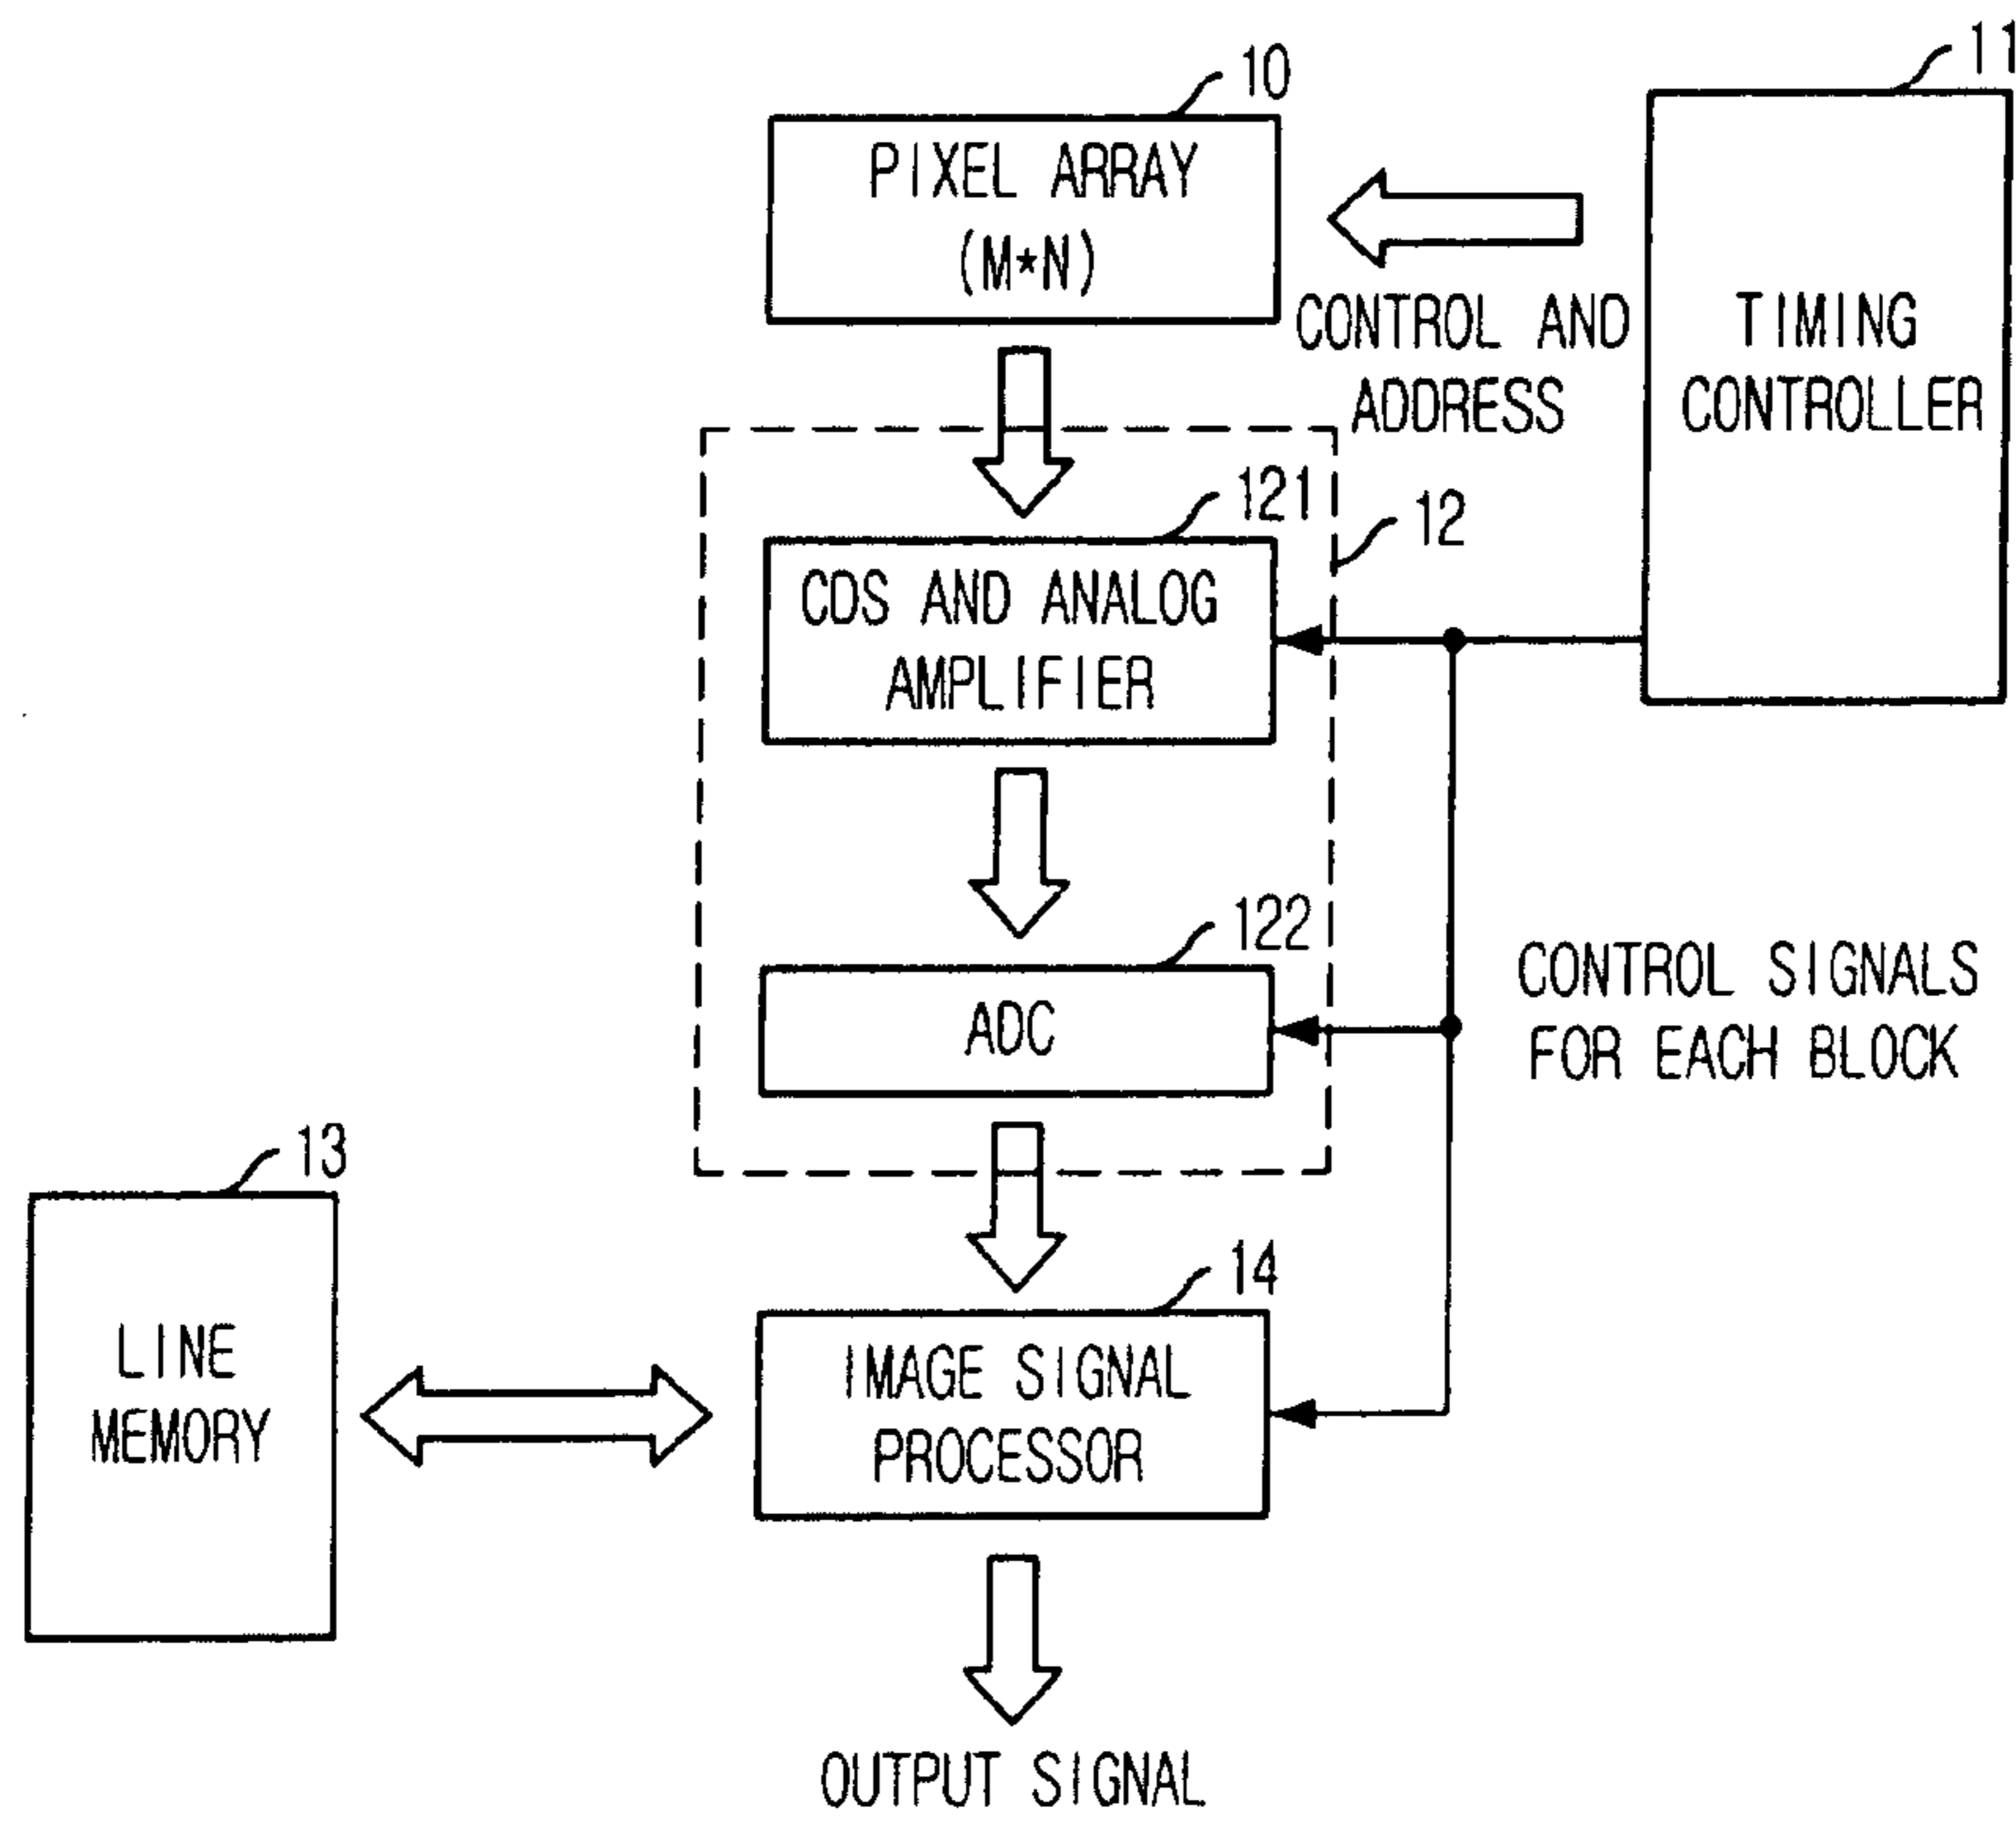 10
11
PIXEL ARRAY
(M*N)
CONTROL AND
ADDRESS
TIMING
CONTROLLER
121
12
CDS AND ANALOG
AMPLIFIER
122
ADC
CONTROL SIGNALS
FOR EACH BLOCK
13
LINE
MEMORY
14
IMAGE SIGNAL
PROCESSOR
OUTPUT SIGNAL